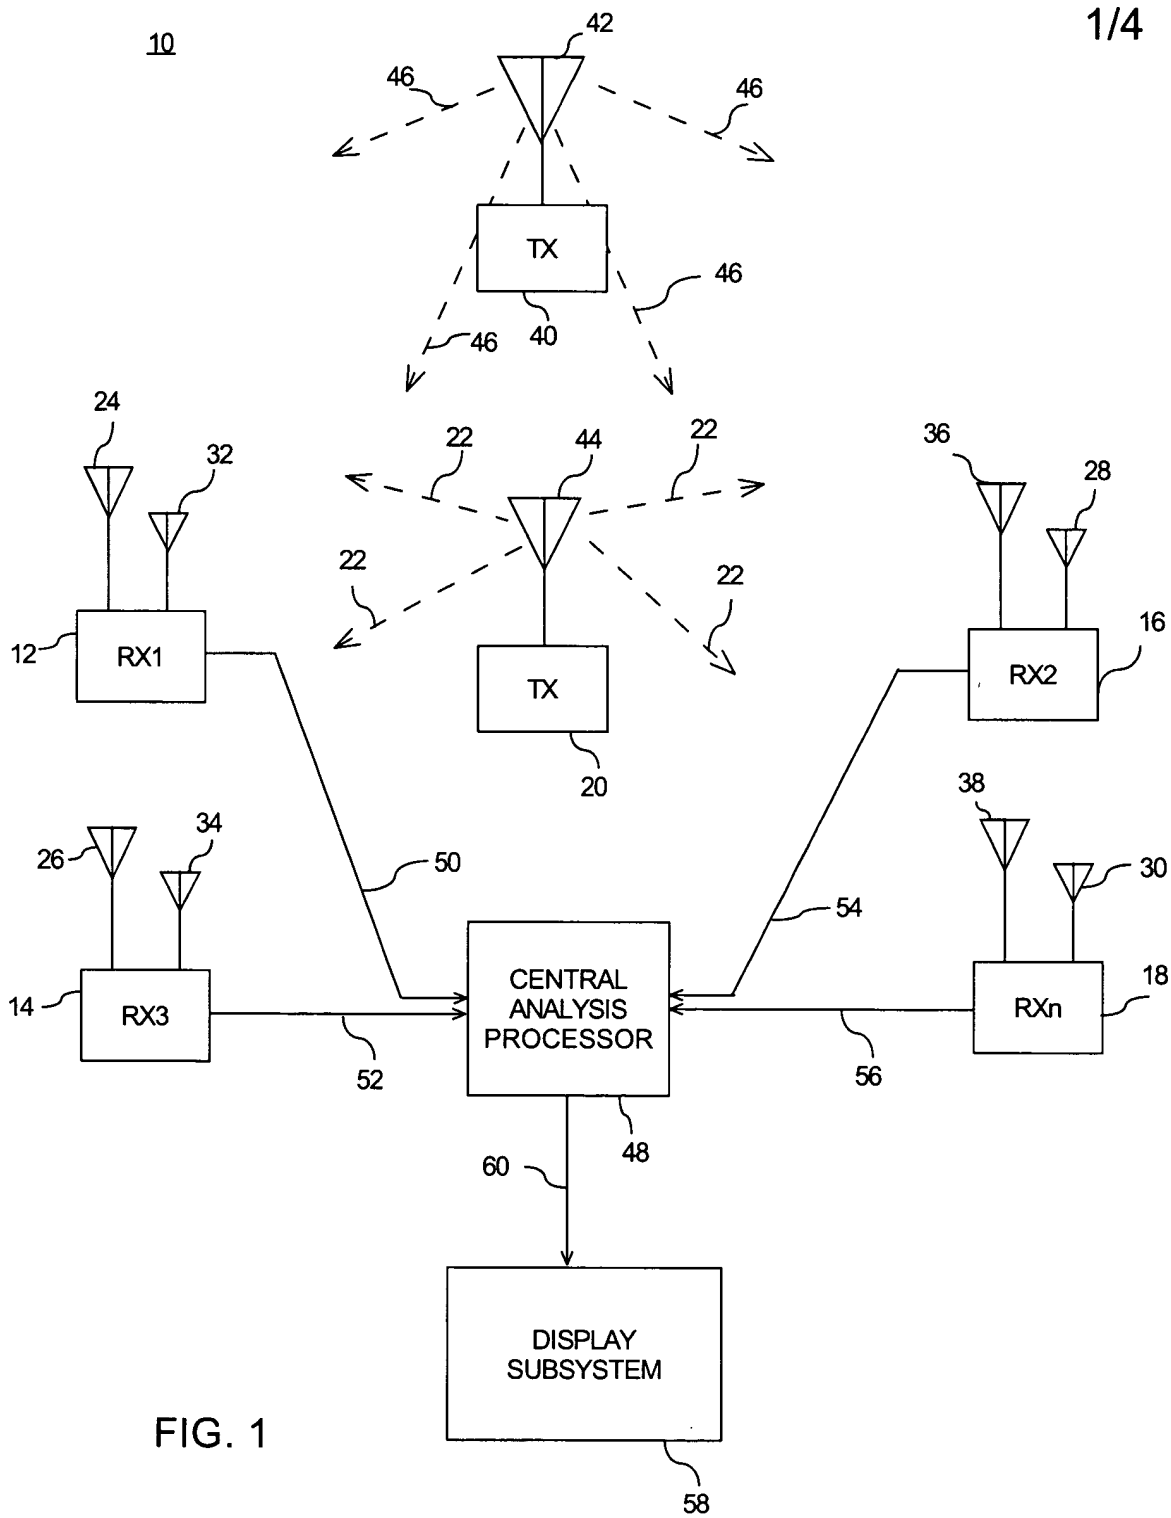 1/4
10
42
46
46
TX
46
40
46
24
32
22
44
22
36
28
22
22
12
RX1
RX2
16
TX
20
38
26
34
50
30
54
CENTRAL
ANALYSIS
PROCESSOR
14
RX3
RXn
18
52
56
48
60
DISPLAY
SUBSYSTEM
FIG. 1
58